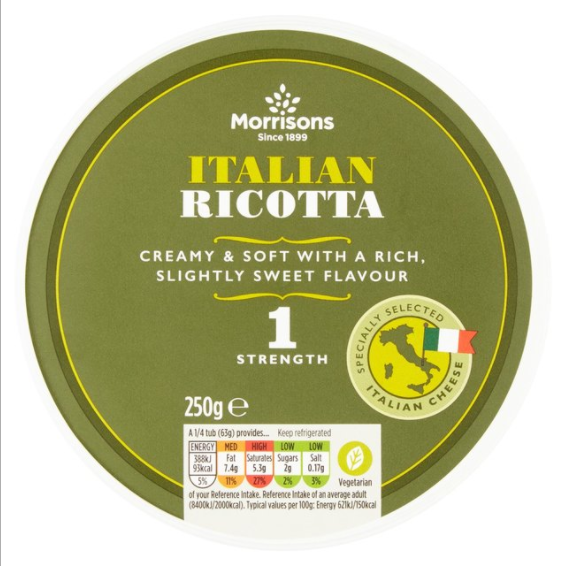 Morrisons
Since 1899
ITALIAN
RICOTTA
CREAMY & SOFT WITH A RICH,
SLIGHTLY SWEET FLAVOUR
1
STRENGTH
SPECIALLY SELECTED
ITALIAN CHEESE
250g ℮
A 1/4 tub (63g) provides... Keep refrigerated
ENERGY MED HIGH LOW LOW
388kJ Fat Saturates Sugars Salt
93kcal 7.4g 5.3g 2g 0.17g
5% 11% 27% 2% 3%
Vegetarian
of your Reference Intake. Reference Intake of an average adult
(8400kJ/2000kcal). Typical values per 100g: Energy 621kJ/150kcal